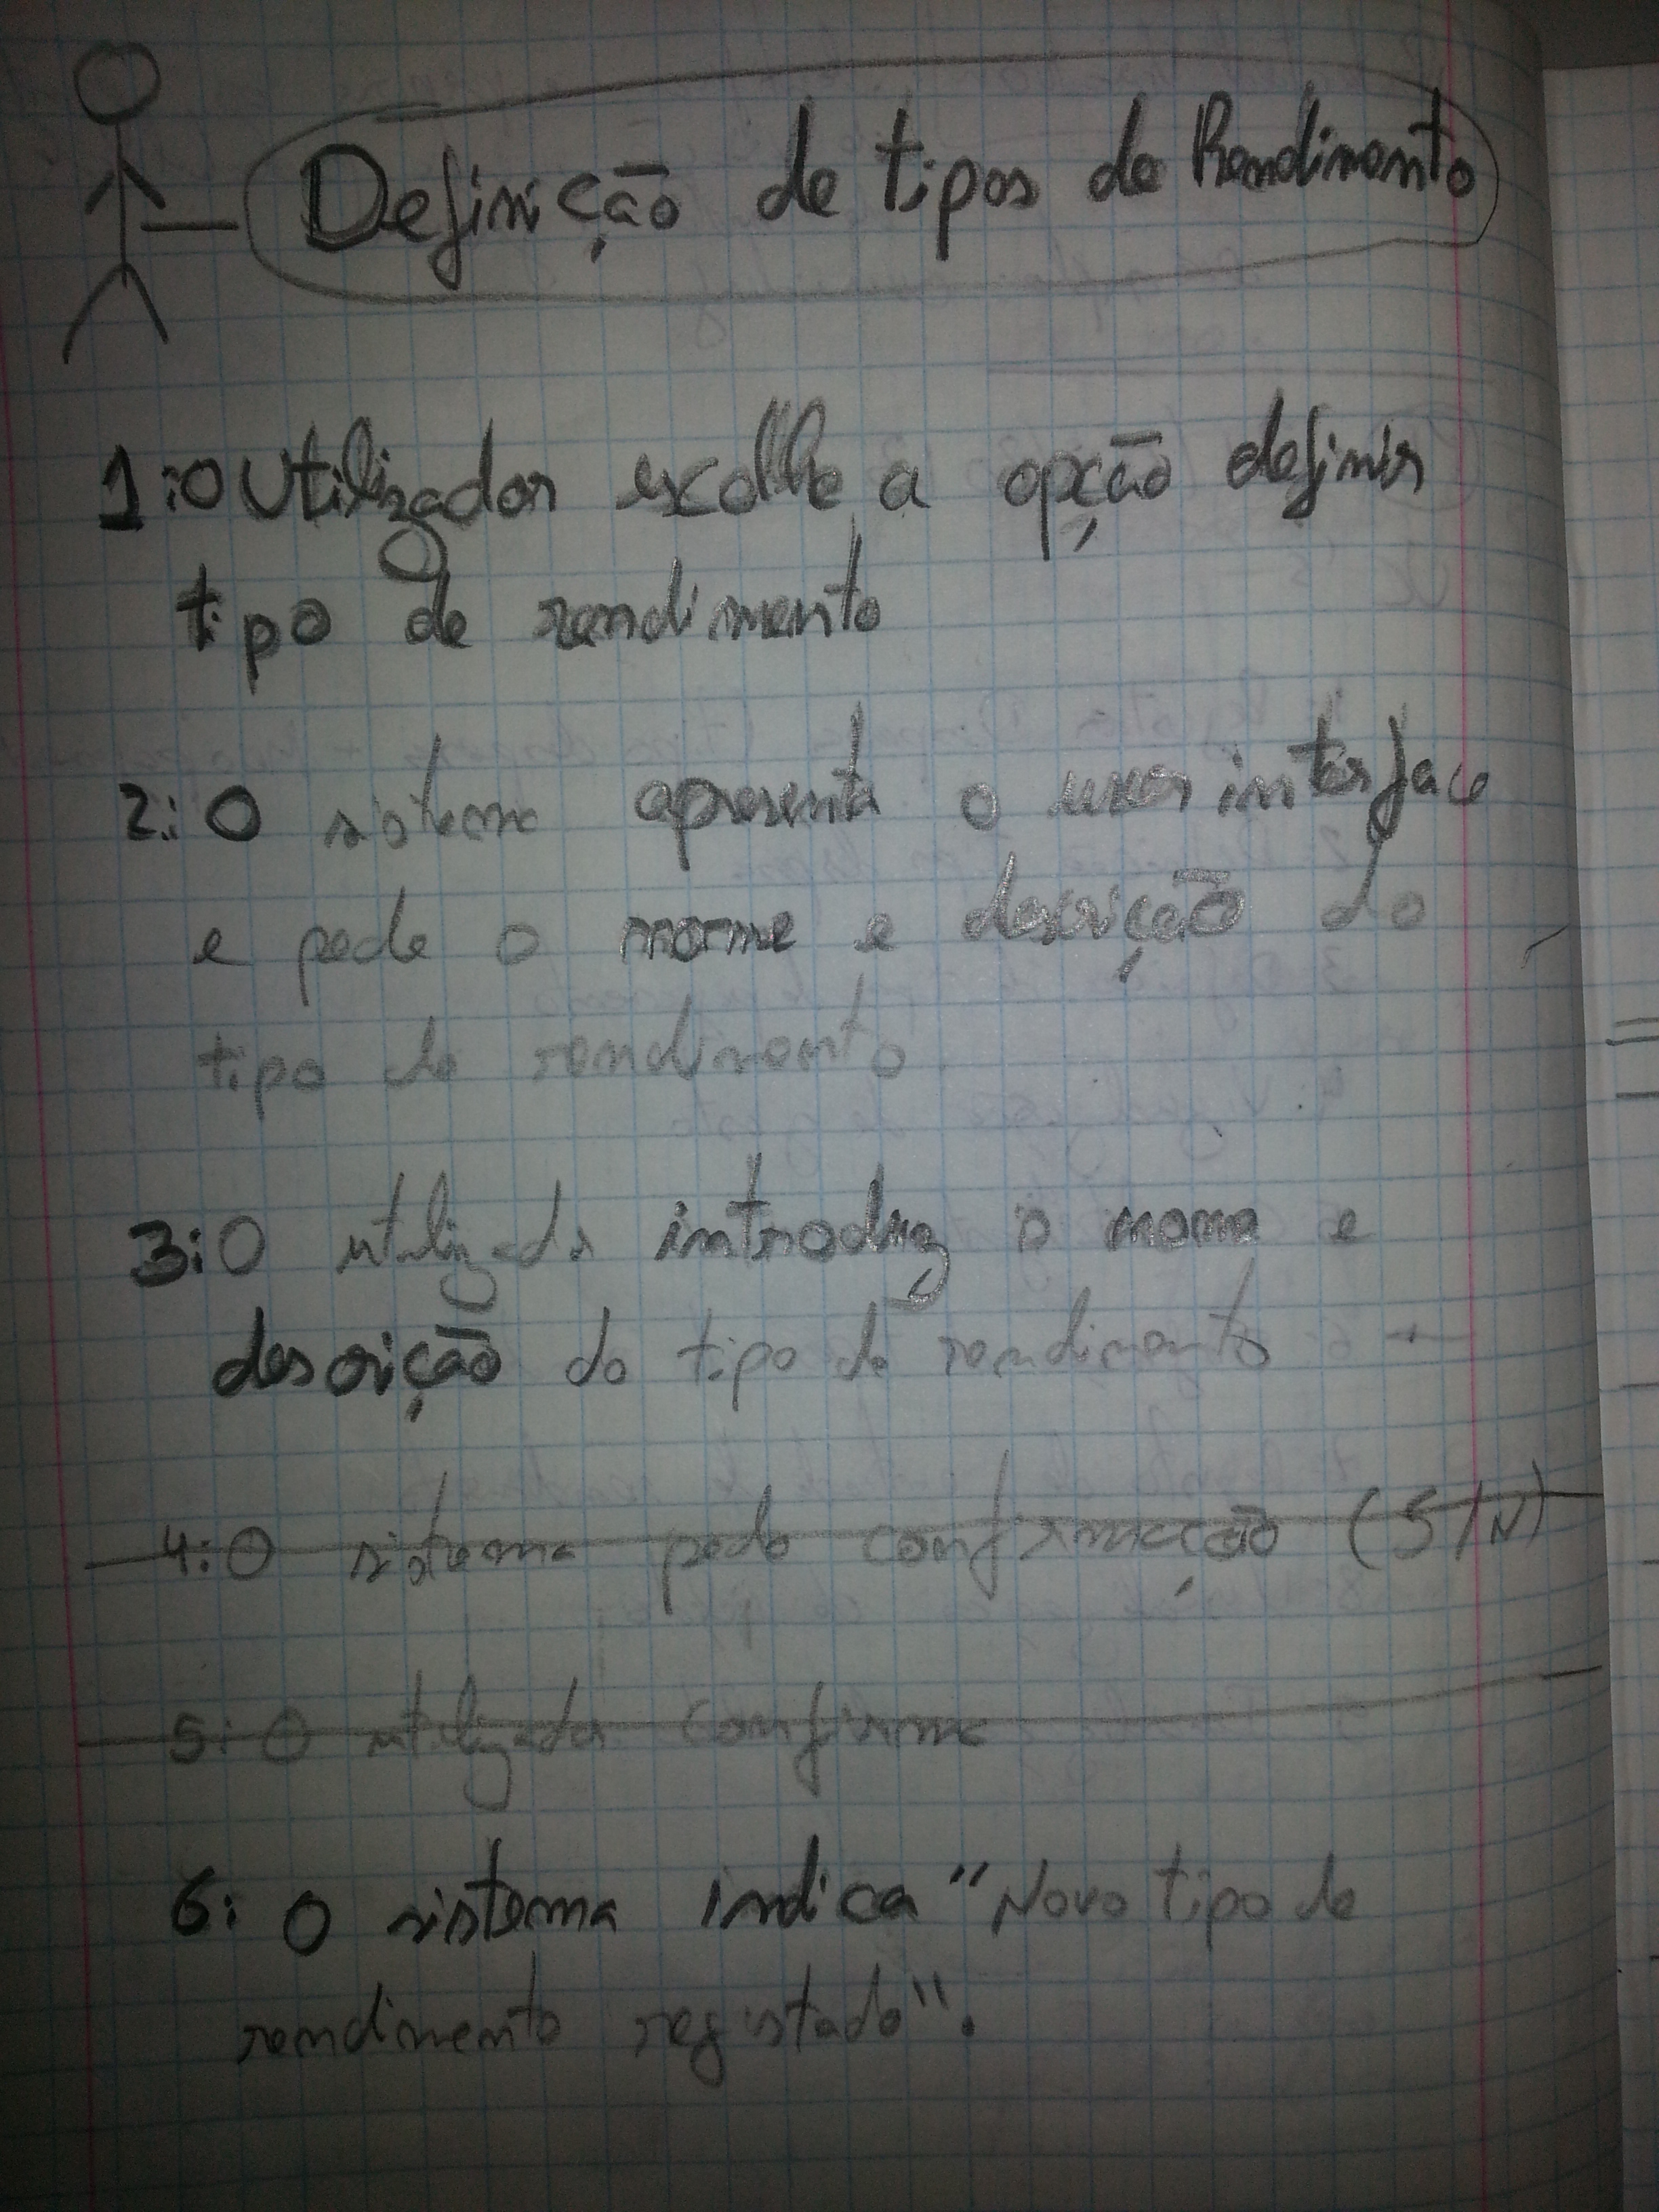 Definição de tipos de Rendimento
1: O Utilizador escolhe a opção definir
tipo de rendimento
2: O sistema apresenta o user interface
e pede o nome e descrição do
tipo de rendimento
3: O utilizador introduz o nome e
descrição do tipo de rendimento
4: O sistema pede confirmação (S/N)
5: O utilizador confirma
6: O sistema indica "Novo tipo de
rendimento registado".